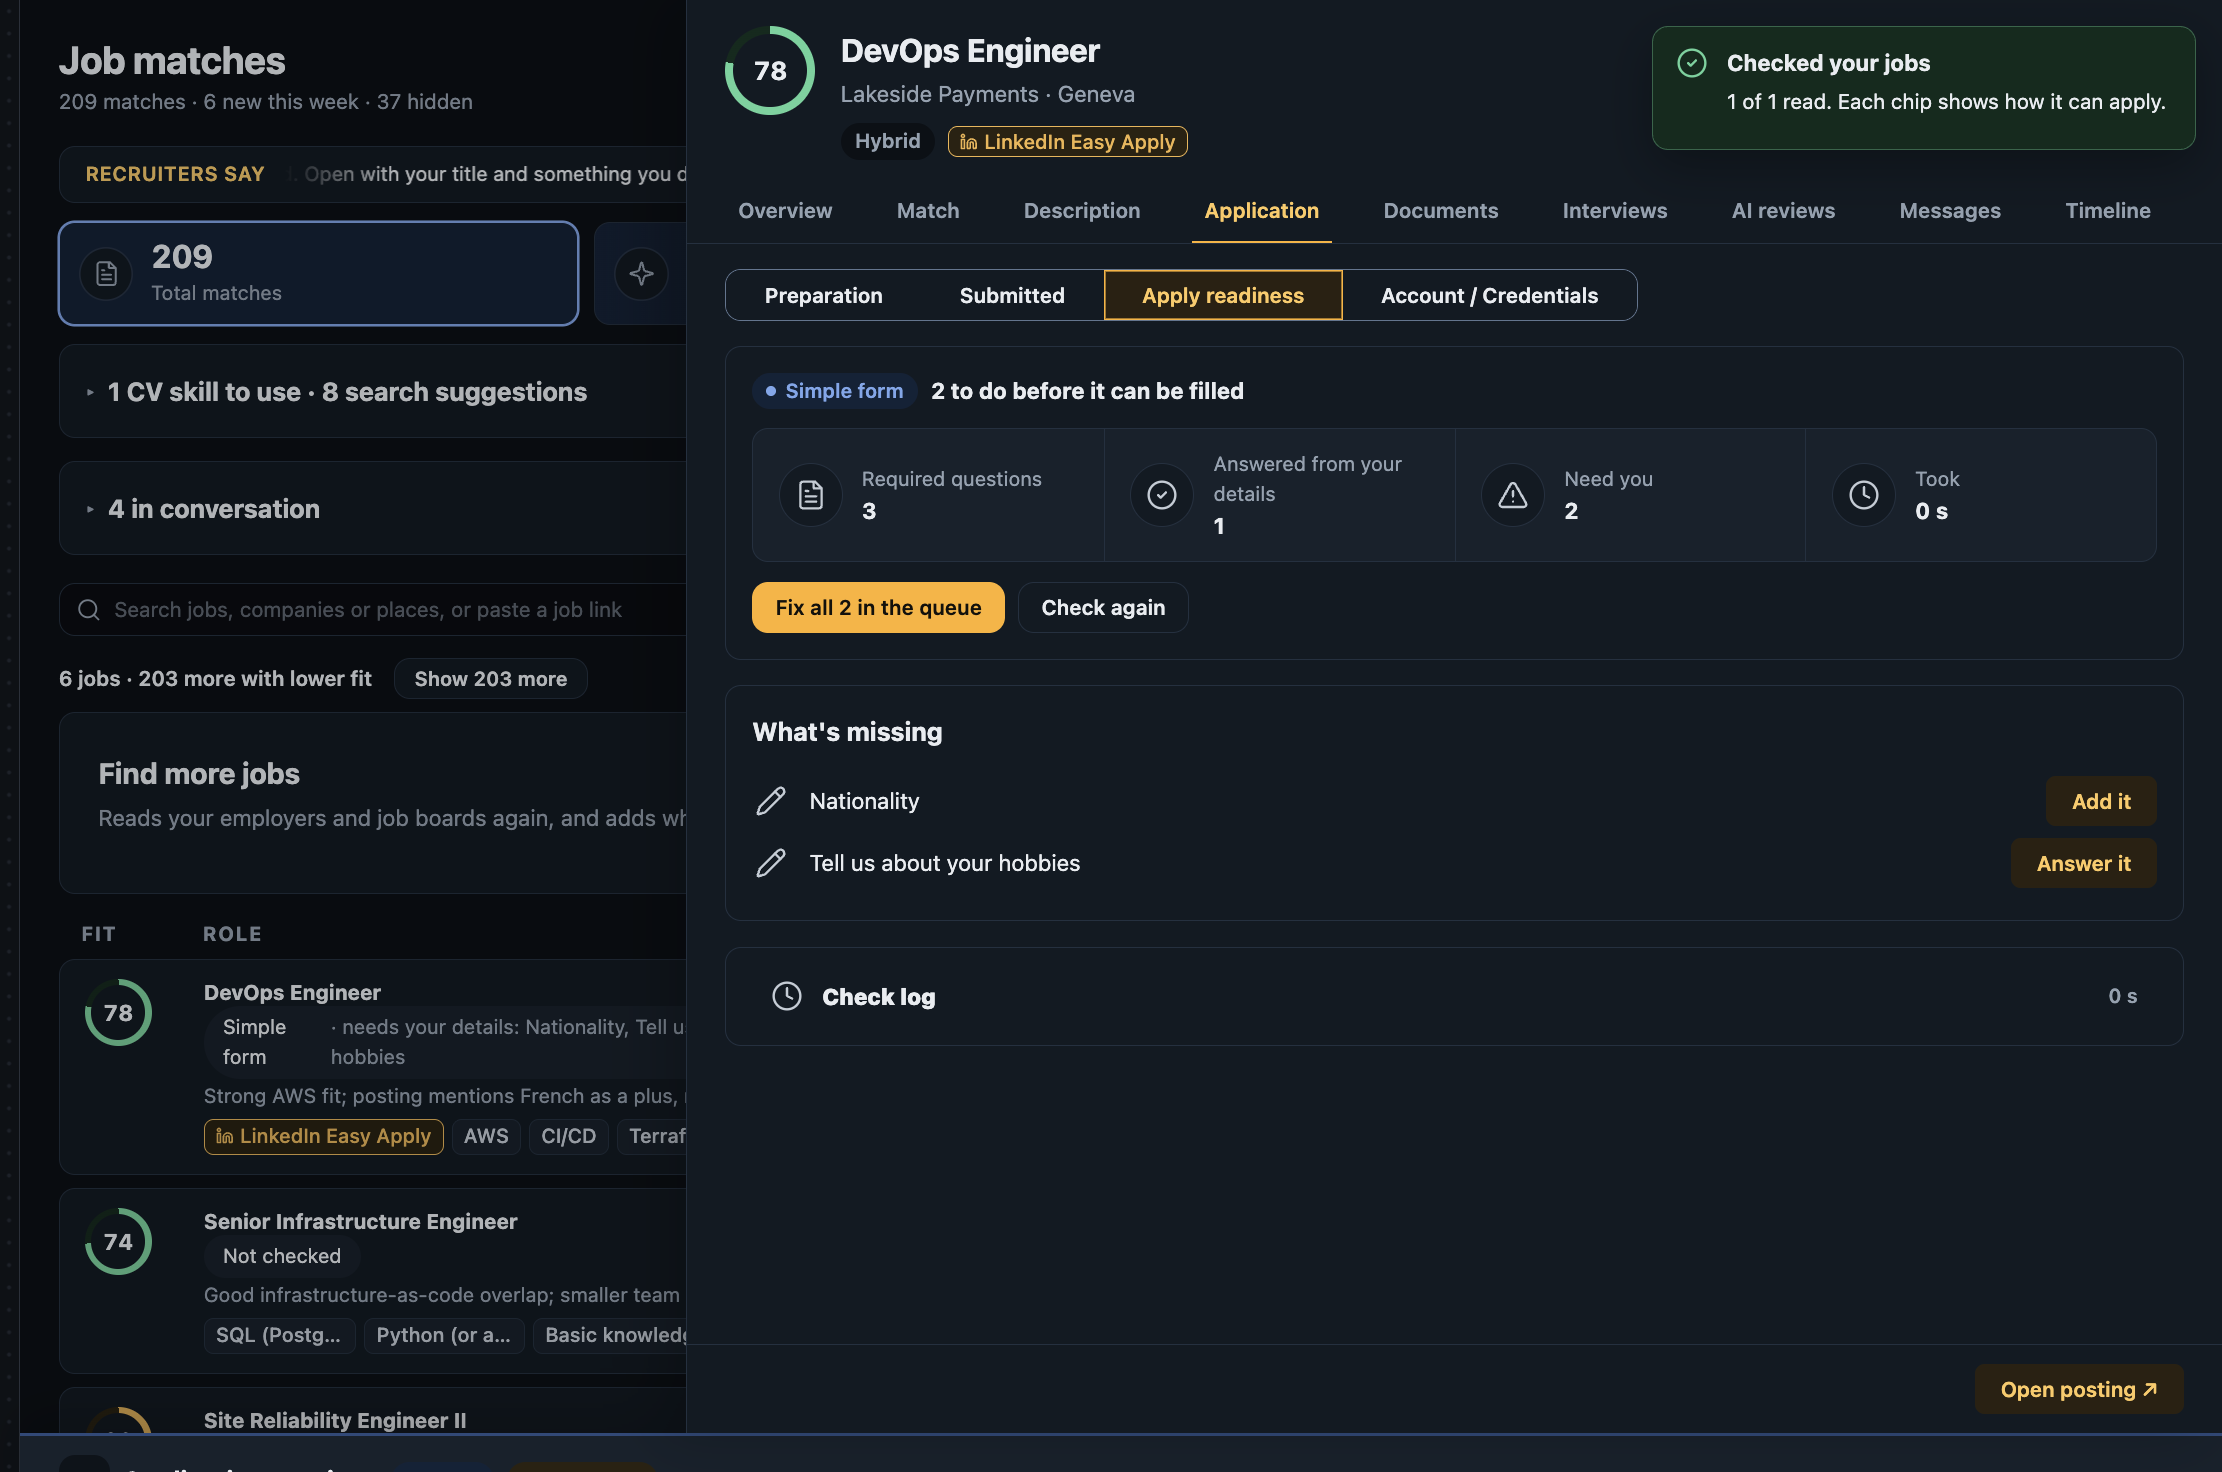 Job matches
209 matches · 6 new this week · 37 hidden
RECRUITERS SAY
Open with your title and something you d
209
Total matches
1 CV skill to use · 8 search suggestions
4 in conversation
Search jobs, companies or places, or paste a job link
6 jobs · 203 more with lower fit
Show 203 more
Find more jobs
Reads your employers and job boards again, and adds wh
FIT
ROLE
78
DevOps Engineer
Simple form
· needs your details: Nationality, Tell u
hobbies
Strong AWS fit; posting mentions French as a plus,
LinkedIn Easy Apply
AWS
CI/CD
Terraf
74
Senior Infrastructure Engineer
Not checked
Good infrastructure-as-code overlap; smaller team
SQL (Postg...
Python (or a...
Basic knowledg
Site Reliability Engineer II
78
DevOps Engineer
Lakeside Payments · Geneva
Hybrid
LinkedIn Easy Apply
Checked your jobs
1 of 1 read. Each chip shows how it can apply.
Overview
Match
Description
Application
Documents
Interviews
AI reviews
Messages
Timeline
Preparation
Submitted
Apply readiness
Account / Credentials
Simple form
2 to do before it can be filled
Required questions
3
Answered from your
details
1
Need you
2
Took
0 s
Fix all 2 in the queue
Check again
What's missing
Nationality
Add it
Tell us about your hobbies
Answer it
Check log
0 s
Open posting